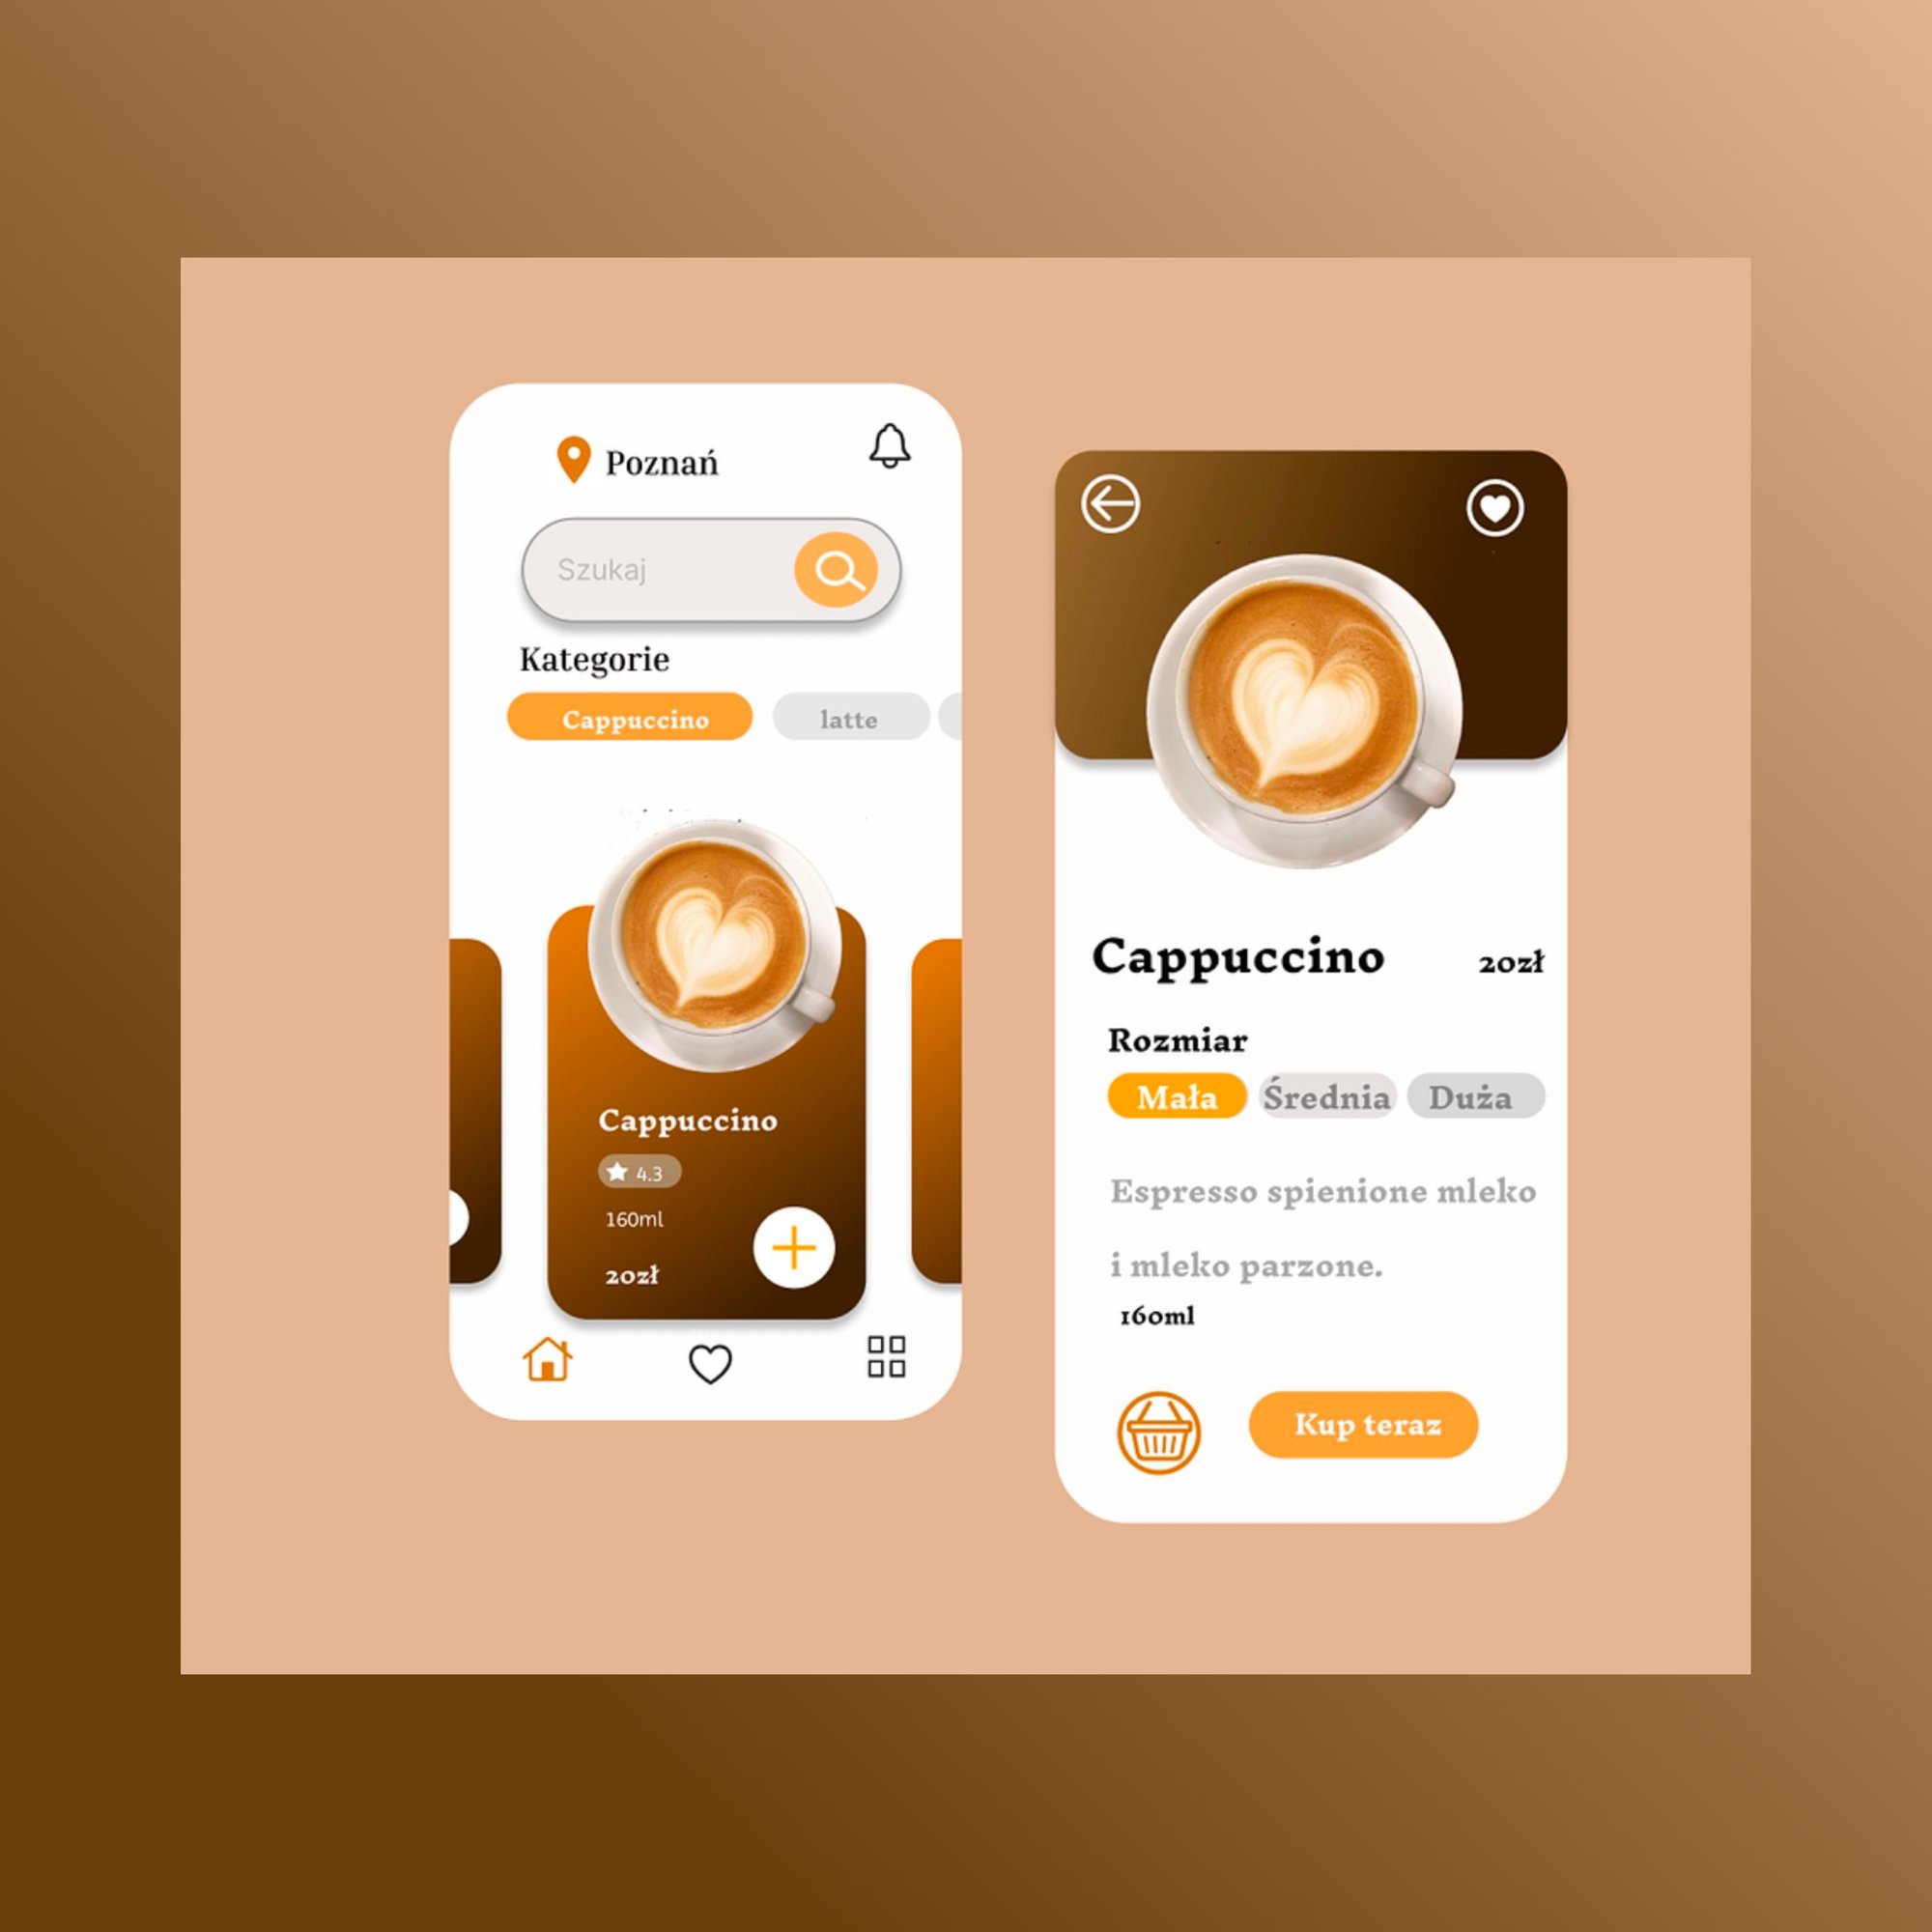 Poznań
Szukaj
Kategorie
Cappuccino latte
Cappuccino
4.3
160ml
20zł
Cappuccino 20zł
Rozmiar
Mała Średnia Duża
Espresso spienione mleko
i mleko parzone.
160ml
Kup teraz